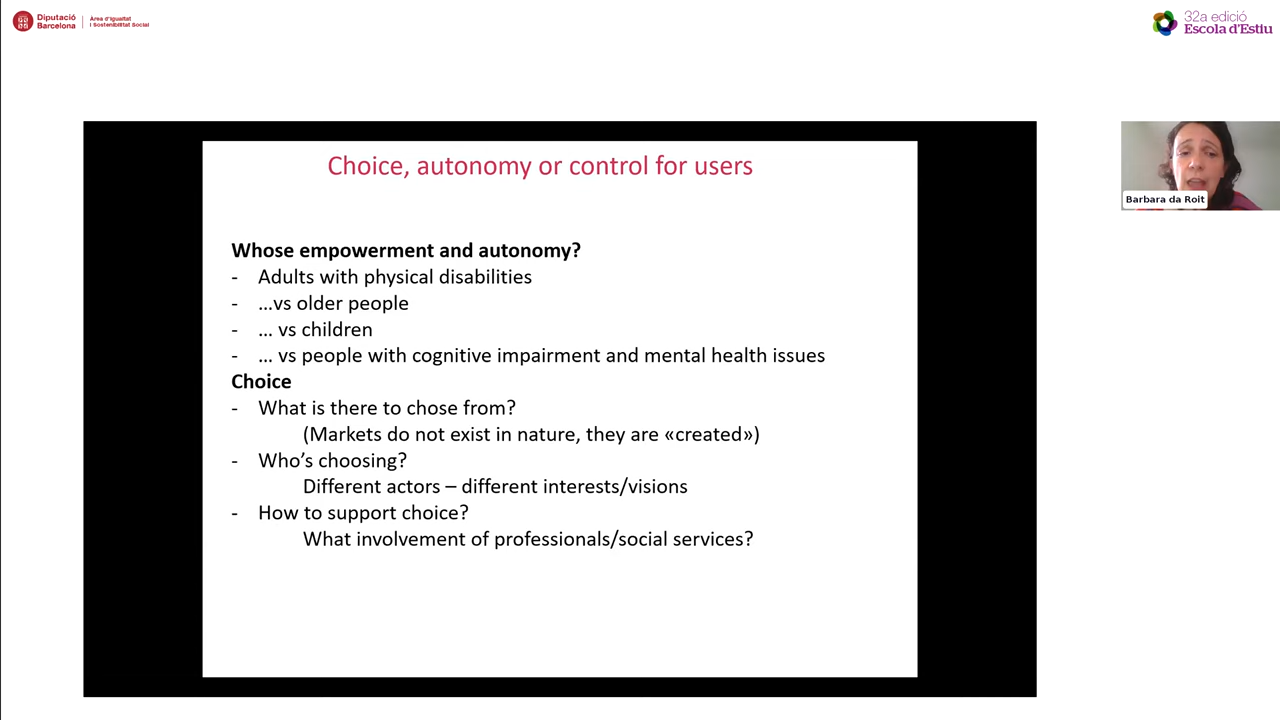 Diputació
Barcelona
Àrea d'Igualtat
i Sostenibilitat Social
32a edició
Escola d'Estiu
Choice, autonomy or control for users
Whose empowerment and autonomy?
- Adults with physical disabilities
- …vs older people
- … vs children
- … vs people with cognitive impairment and mental health issues
Choice
- What is there to chose from?
(Markets do not exist in nature, they are «created»)
- Who's choosing?
Different actors – different interests/visions
- How to support choice?
What involvement of professionals/social services?
Barbara da Roit